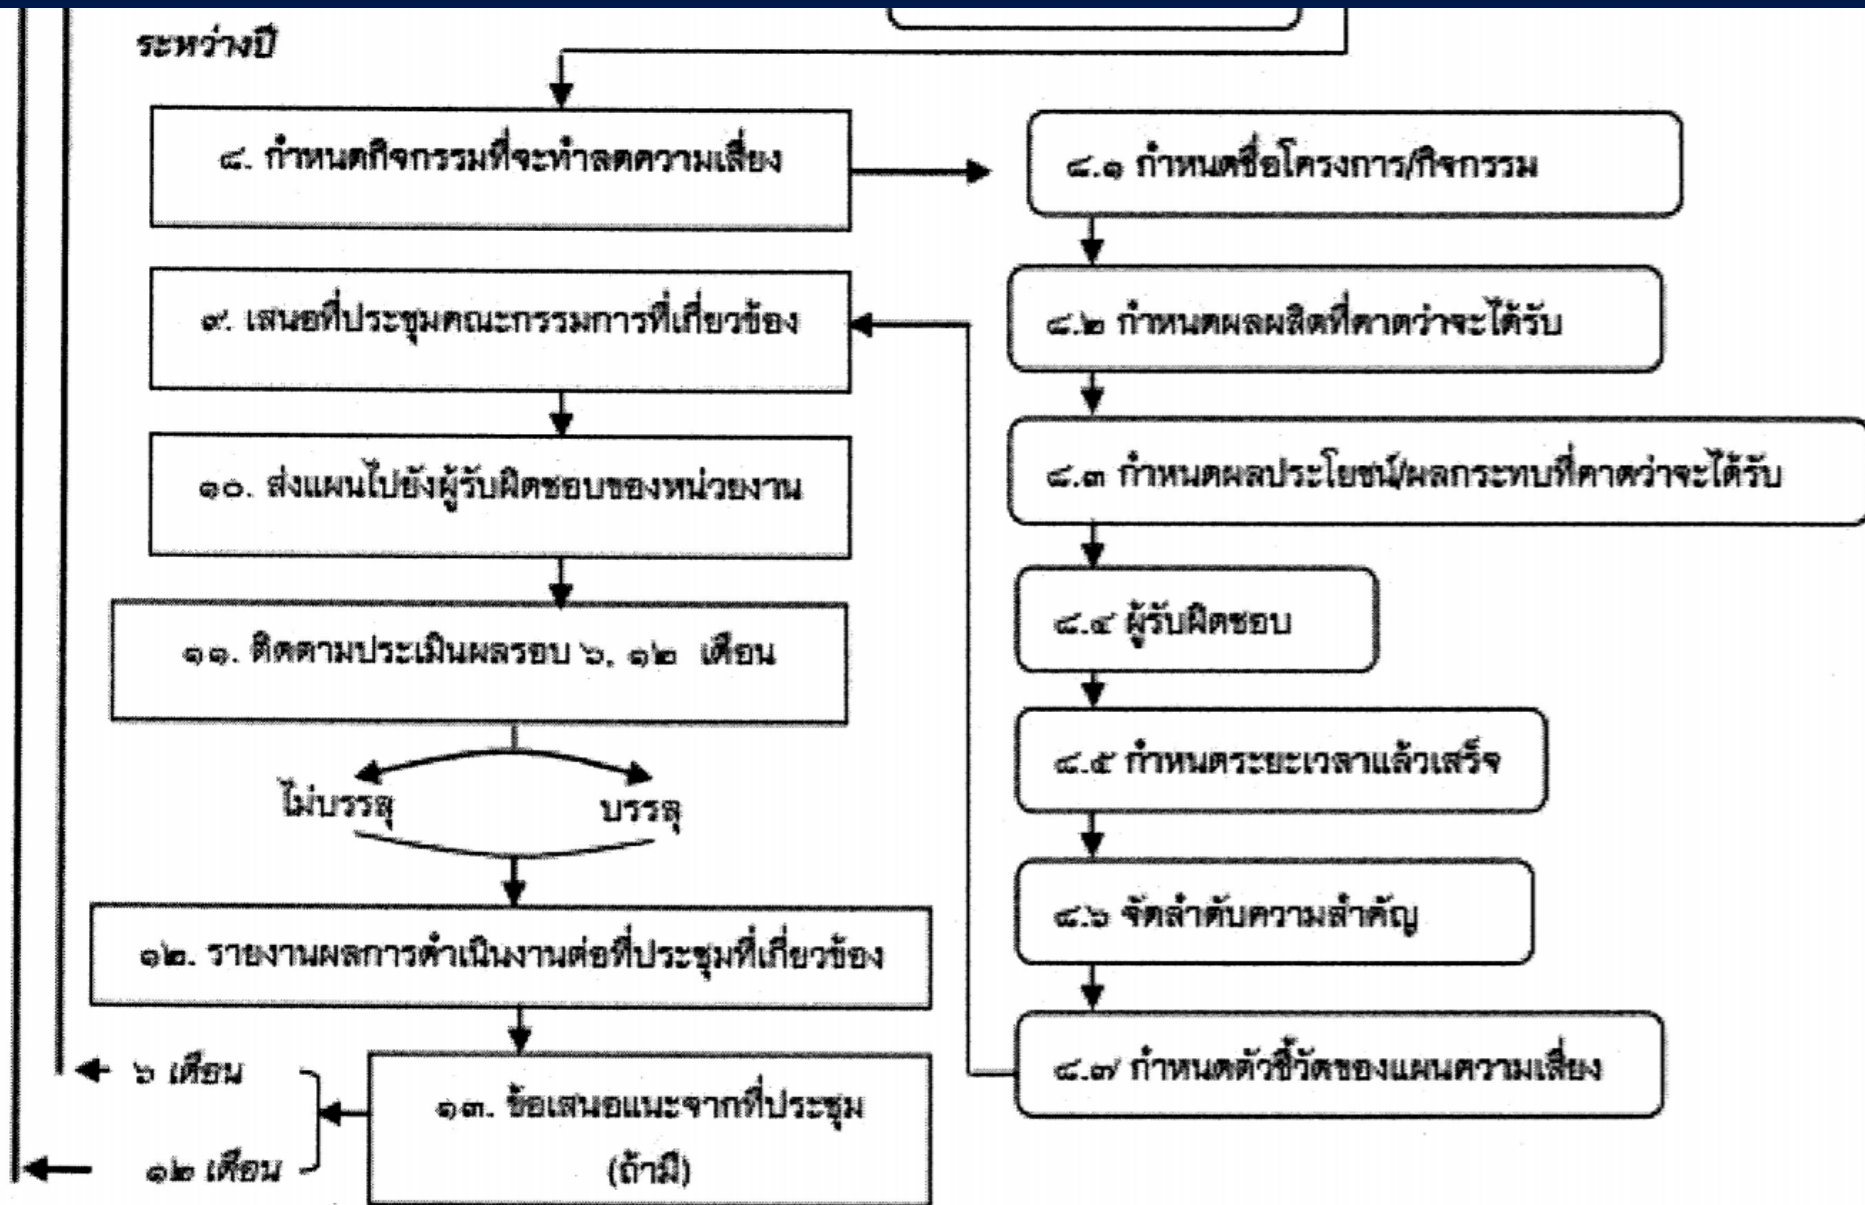 ระหว่างปี
๘. กำหนดกิจกรรมที่จะทำลดความเสี่ยง
๘.๑ กำหนดชื่อโครงการ/กิจกรรม
๘.๒ กำหนดผลผลิตที่คาดว่าจะได้รับ
๘.๓ กำหนดผลประโยชน์/ผลกระทบที่คาดว่าจะได้รับ
๘.๔ ผู้รับผิดชอบ
๘.๕ กำหนดระยะเวลาแล้วเสร็จ
๘.๖ จัดลำดับความสำคัญ
๘.๗ กำหนดตัวชี้วัดของแผนความเสี่ยง
๙. เสนอที่ประชุมคณะกรรมการที่เกี่ยวข้อง
๑๐. ส่งแผนไปยังผู้รับผิดชอบของหน่วยงาน
๑๑. ติดตามประเมินผลรอบ ๖, ๑๒ เดือน
ไม่บรรลุ
บรรลุ
๑๒. รายงานผลการดำเนินงานต่อที่ประชุมที่เกี่ยวข้อง
๑๓. ข้อเสนอแนะจากที่ประชุม
(ถ้ามี)
๖ เดือน
๑๒ เดือน